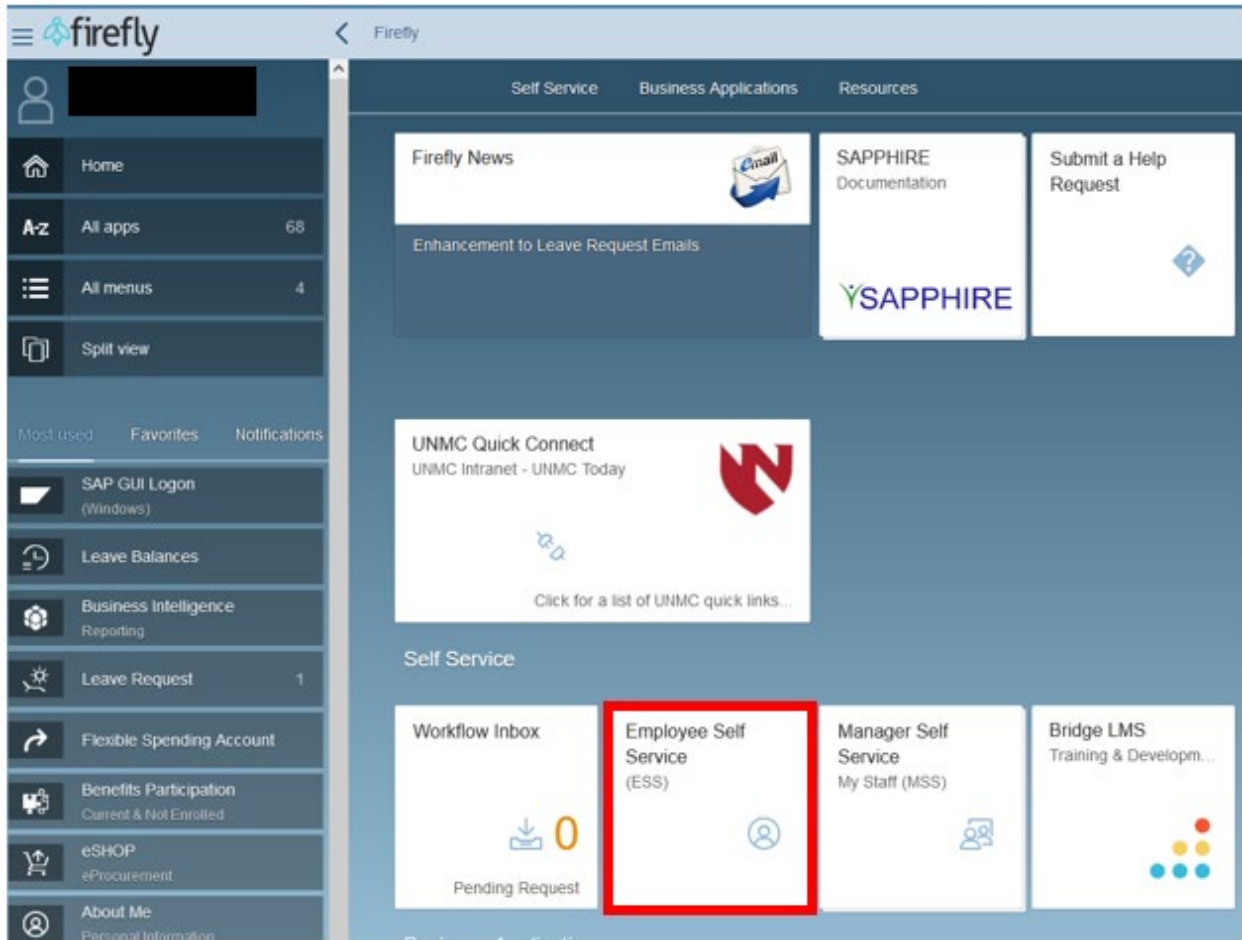 firefly
Firefly
Home
A-Z All apps 68
All menus 4
Split view
Most used Favorites Notifications
SAP GUI Logon
(Windows)
Leave Balances
Business Intelligence
Reporting
Leave Request 1
Flexible Spending Account
Benefits Participation
Current & Not Enrolled
eSHOP
eProcurement
About Me
Personal Information
Self Service Business Applications Resources
Firefly News
email
Enhancement to Leave Request Emails
SAPPHIRE
Documentation
SAPPHIRE
Submit a Help
Request
?
UNMC Quick Connect
UNMC Intranet - UNMC Today
N
Click for a list of UNMC quick links...
Self Service
Workflow Inbox
0
Pending Request
Employee Self
Service
(ESS)
Manager Self
Service
My Staff (MSS)
Bridge LMS
Training & Developm...